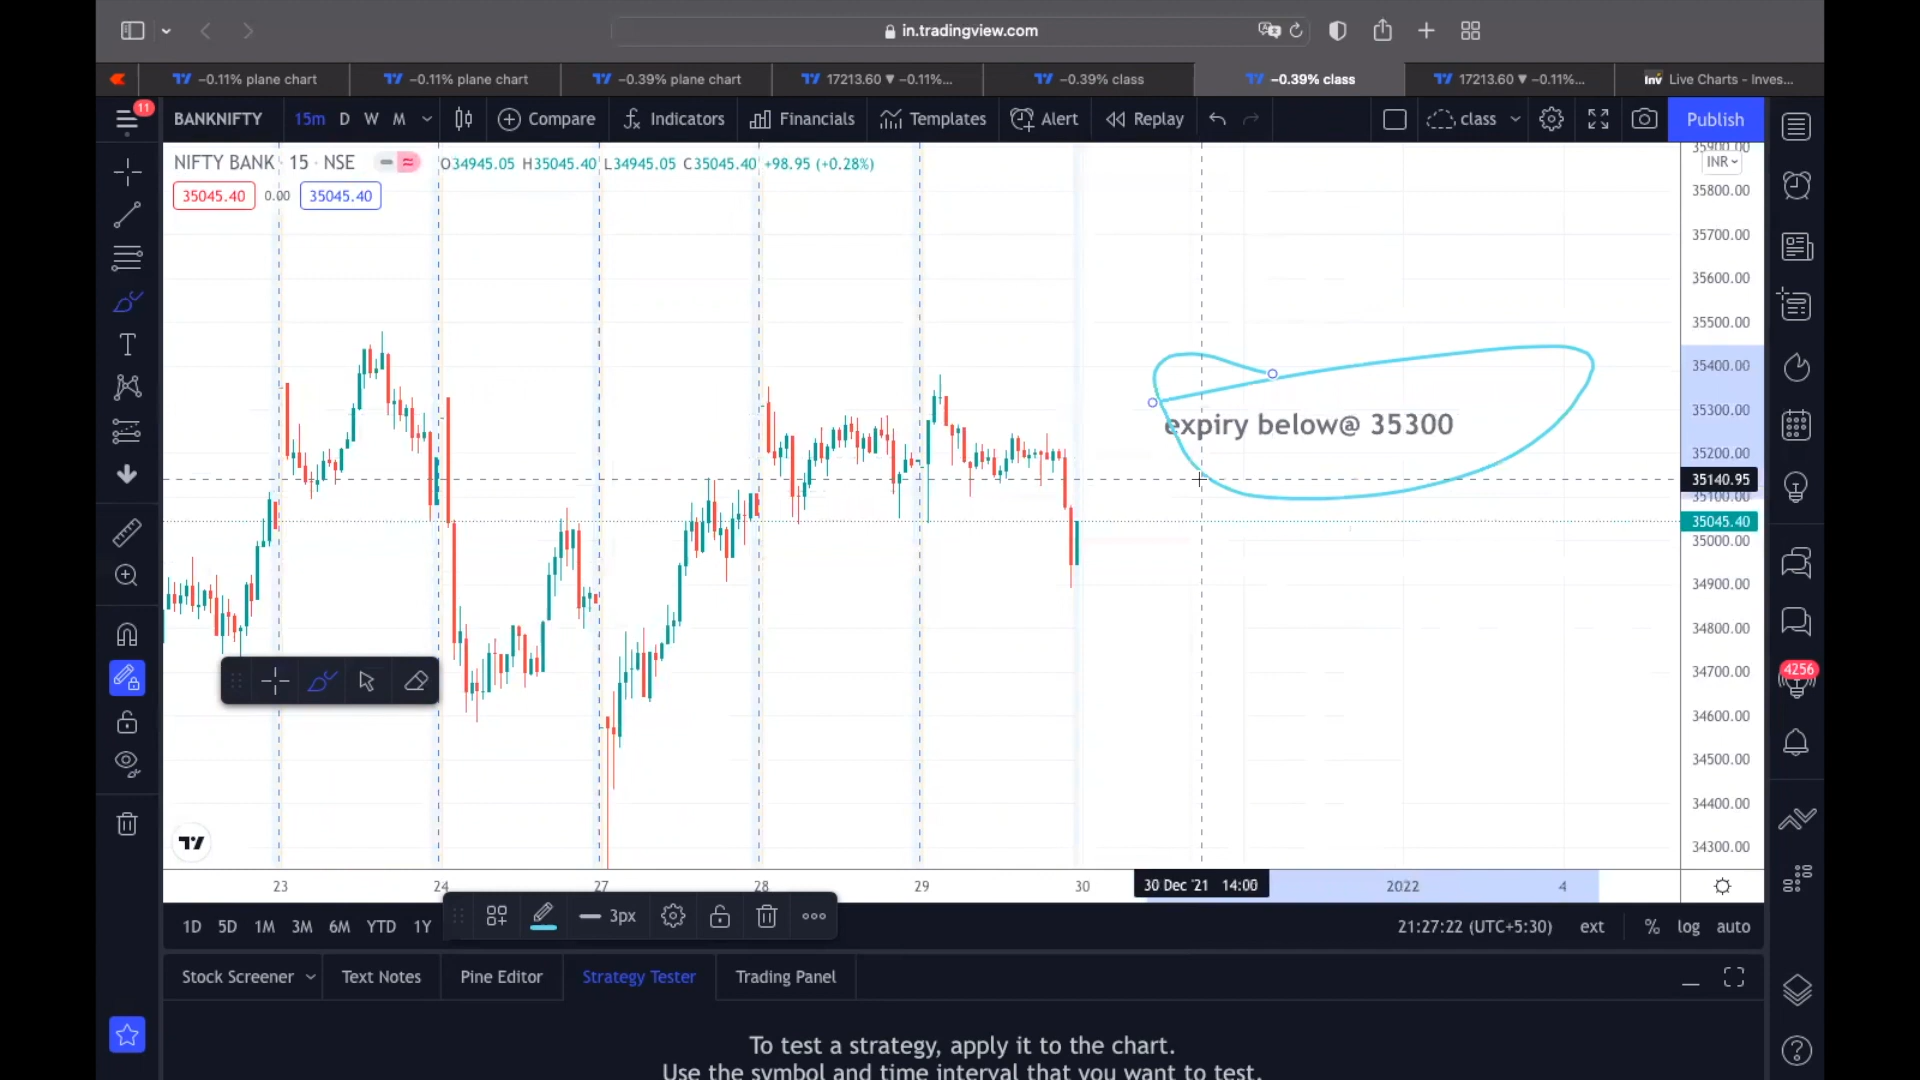 in.tradingview.com
−0.11% plane chart
−0.11% plane chart
−0.39% plane chart
17213.60 ▼ −0.11%...
−0.39% class
−0.39% class
17213.60 ▼ −0.11%...
Inv Live Charts - Inves...
11
BANKNIFTY 15m D W M Compare Indicators Financials Templates Alert Replay class Publish
NIFTY BANK · 15 · NSE O34945.05 H35045.40 L34945.05 C35045.40 +98.95 (+0.28%)
35045.40 0.00 35045.40
35900.00
INR
35800.00
35700.00
35600.00
35500.00
35400.00
35300.00
35200.00
35140.95
35100.00
35045.40
35000.00
34900.00
34800.00
34700.00
34600.00
34500.00
34400.00
34300.00
expiry below@ 35300
4256
23 24 27 28 29 30 30 Dec '21 14:00 2022 4
3px
1D 5D 1M 3M 6M YTD 1Y 21:27:22 (UTC+5:30) ext % log auto
Stock Screener Text Notes Pine Editor Strategy Tester Trading Panel
To test a strategy, apply it to the chart.
Use the symbol and time interval that you want to test.